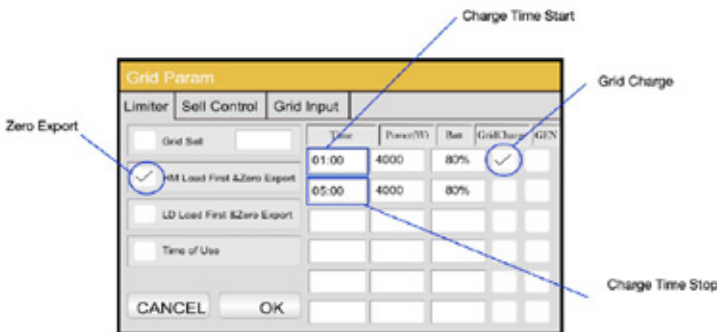 Charge Time Start
Grid Charge
Zero Export
Grid Param
Limiter Sell Control Grid Input
Grid Sell Time Power(W) Batt GridCharge GEN
01:00 4000 80%
HM Load First &Zero Export
05:00 4000 80%
LD Load First &Zero Export
Time of Use
CANCEL OK
Charge Time Stop